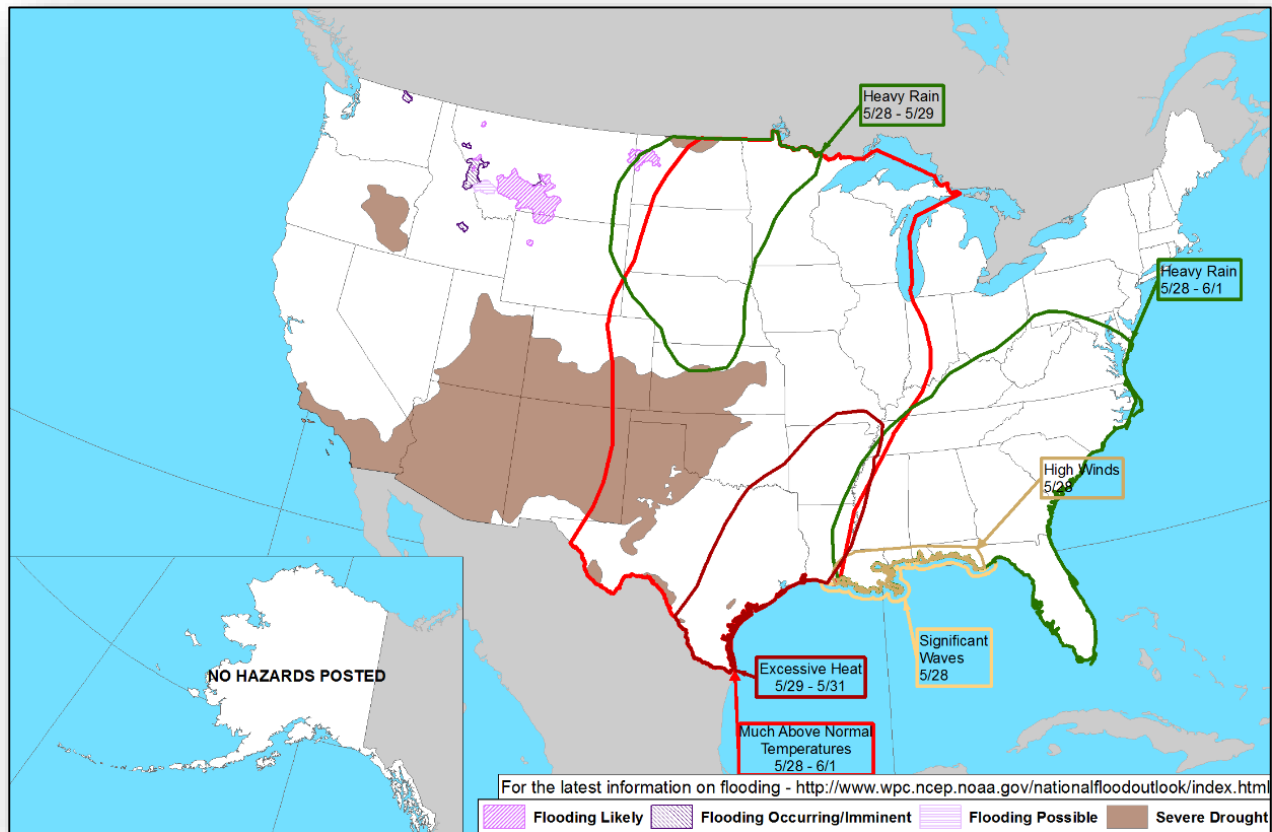 Heavy Rain
5/28 - 5/29
Heavy Rain
5/28 - 6/1
High Winds
5/28
Significant
Waves
5/28
NO HAZARDS POSTED
Excessive Heat
5/29 - 5/31
Much Above Normal
Temperatures
5/28 - 6/1
For the latest information on flooding - http://www.wpc.ncep.noaa.gov/nationalfloodoutlook/index.html
Flooding Likely Flooding Occurring/Imminent Flooding Possible Severe Drought